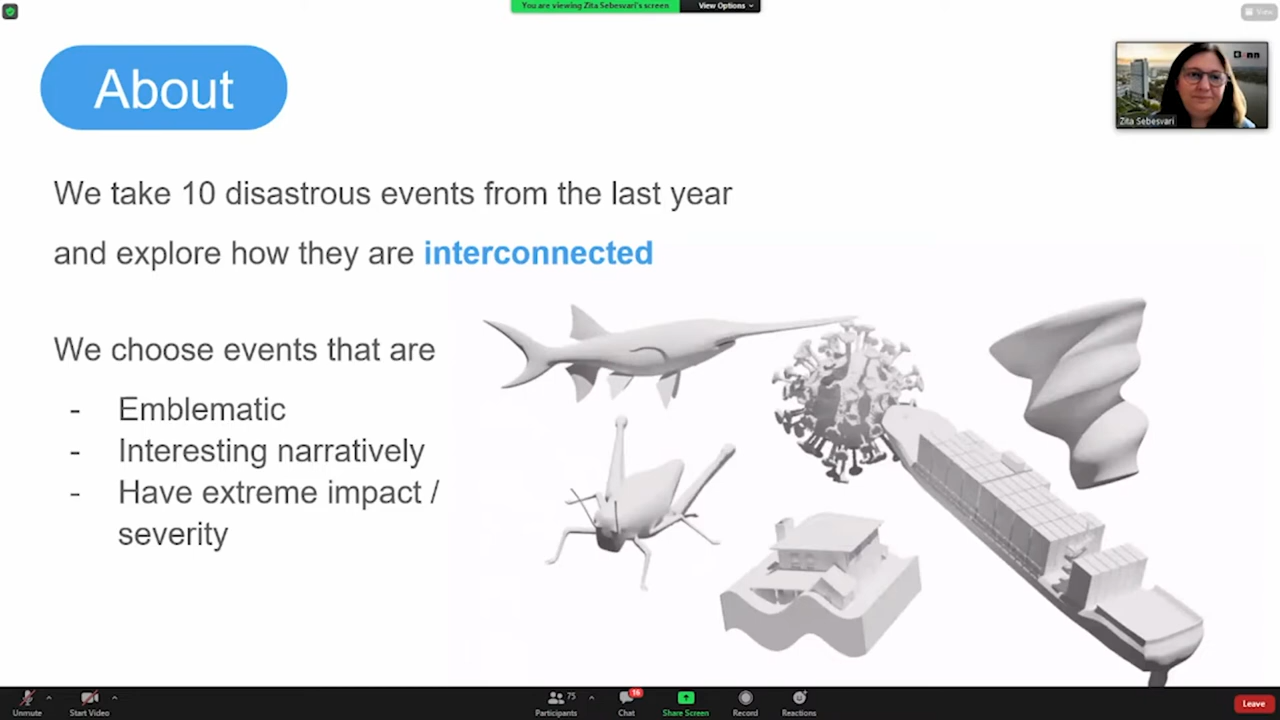 You are viewing Zita Sebesvari's screen
View Options
View
About
Zita Sebesvari
We take 10 disastrous events from the last year
and explore how they are interconnected
We choose events that are
- Emblematic
- Interesting narratively
- Have extreme impact /
severity
Unmute
Start Video
75
Participants
16
Chat
Share Screen
Record
Reactions
Leave